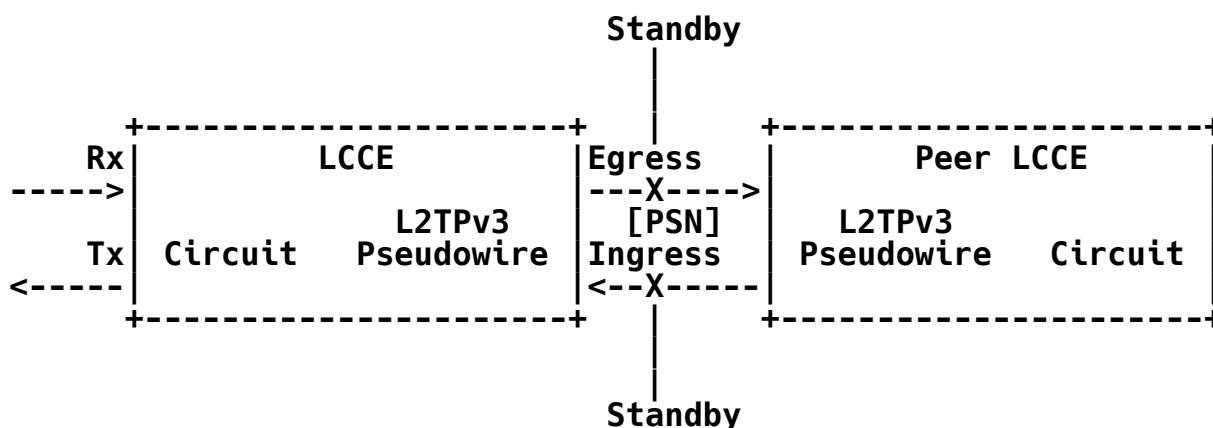 Standby
                                  |
                                  |
      +----------------------+    |     +----------------------+
    Rx|         LCCE         |Egress   |       Peer LCCE      |
----->|                      |---X---->|                      |
      |             L2TPv3   |  [PSN]  |   L2TPv3             |
    Tx| Circuit   Pseudowire |Ingress  | Pseudowire   Circuit |
<-----|                      |<--X-----|                      |
      +----------------------+    |     +----------------------+
                                  |
                                  |
                               Standby